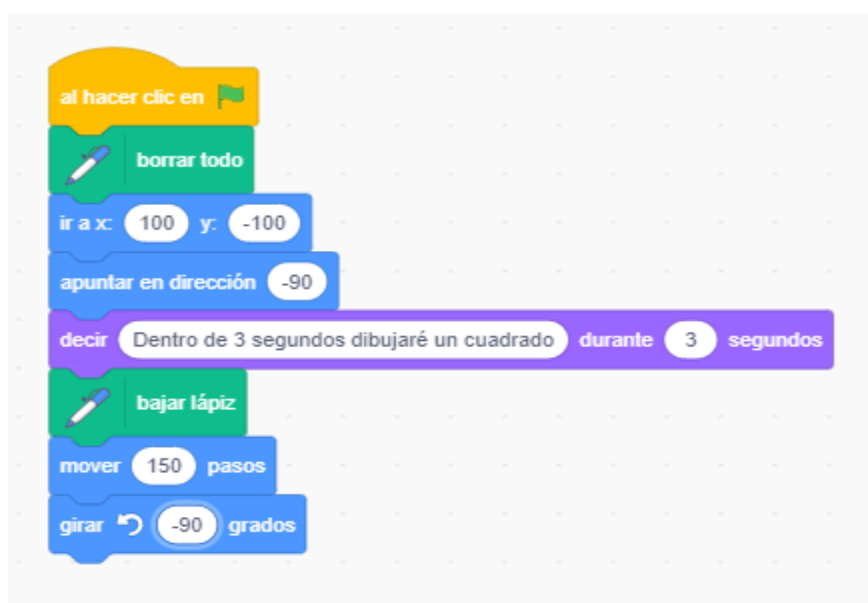 al hacer clic en
borrar todo
ir a x: 100 y: -100
apuntar en dirección -90
decir Dentro de 3 segundos dibujaré un cuadrado durante 3 segundos
bajar lápiz
mover 150 pasos
girar -90 grados